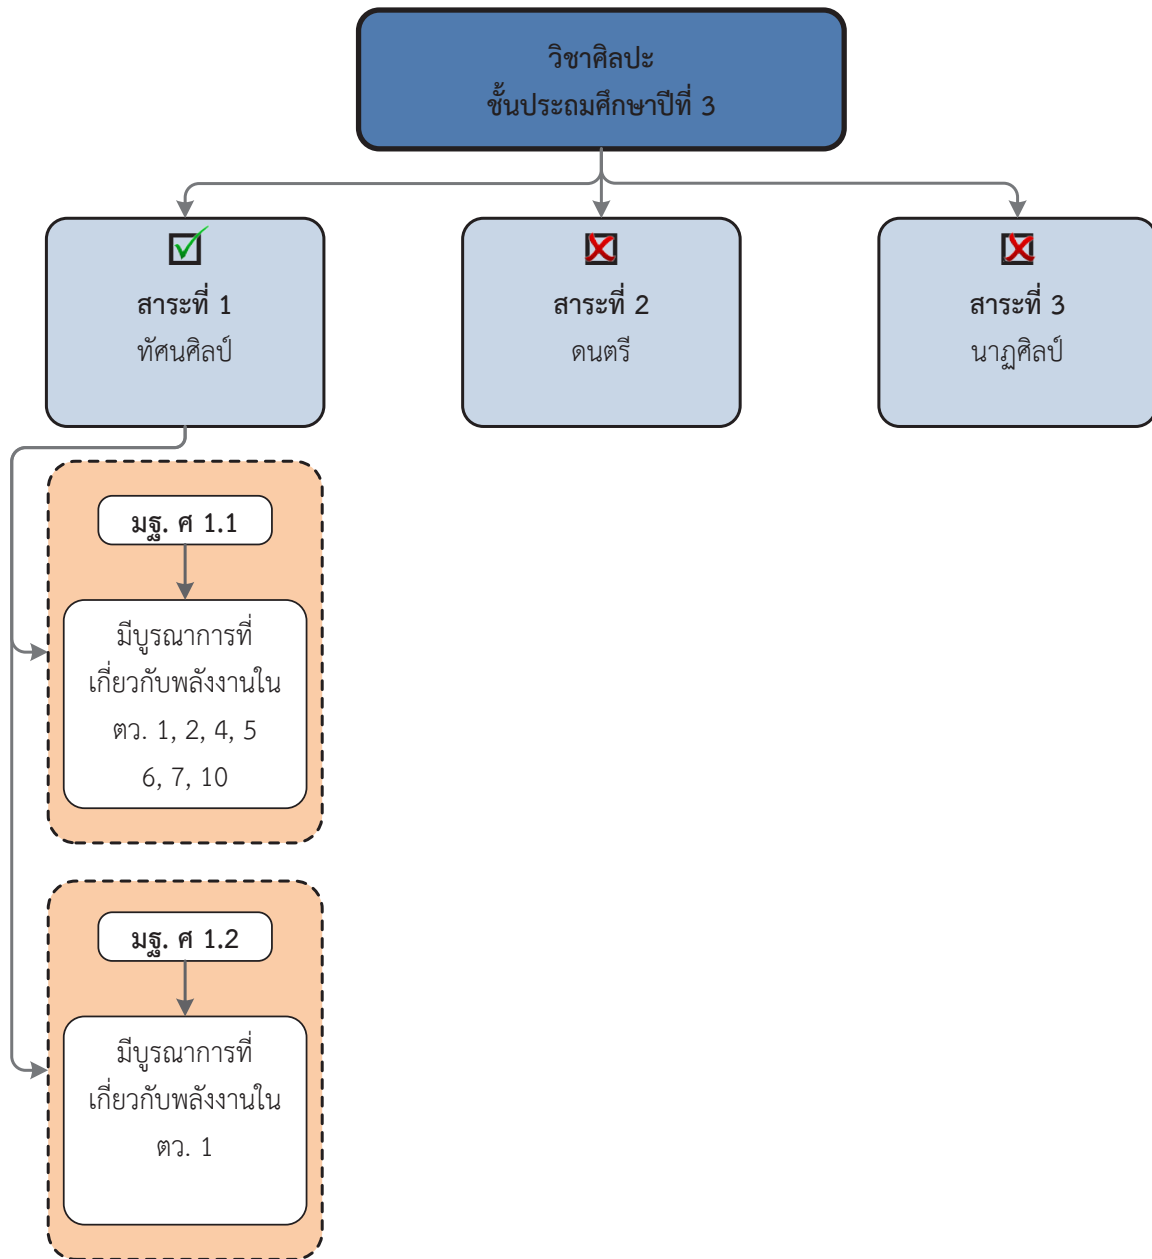 วิชาศิลปะ
ชั้นประถมศึกษาปีที่ 3
สาระที่ 1
ทัศนศิลป์
สาระที่ 2
ดนตรี
สาระที่ 3
นาฏศิลป์
มฐ. ศ 1.1
มีบูรณาการที่
เกี่ยวกับพลังงานใน
ตว. 1, 2, 4, 5
6, 7, 10
มฐ. ศ 1.2
มีบูรณาการที่
เกี่ยวกับพลังงานใน
ตว. 1